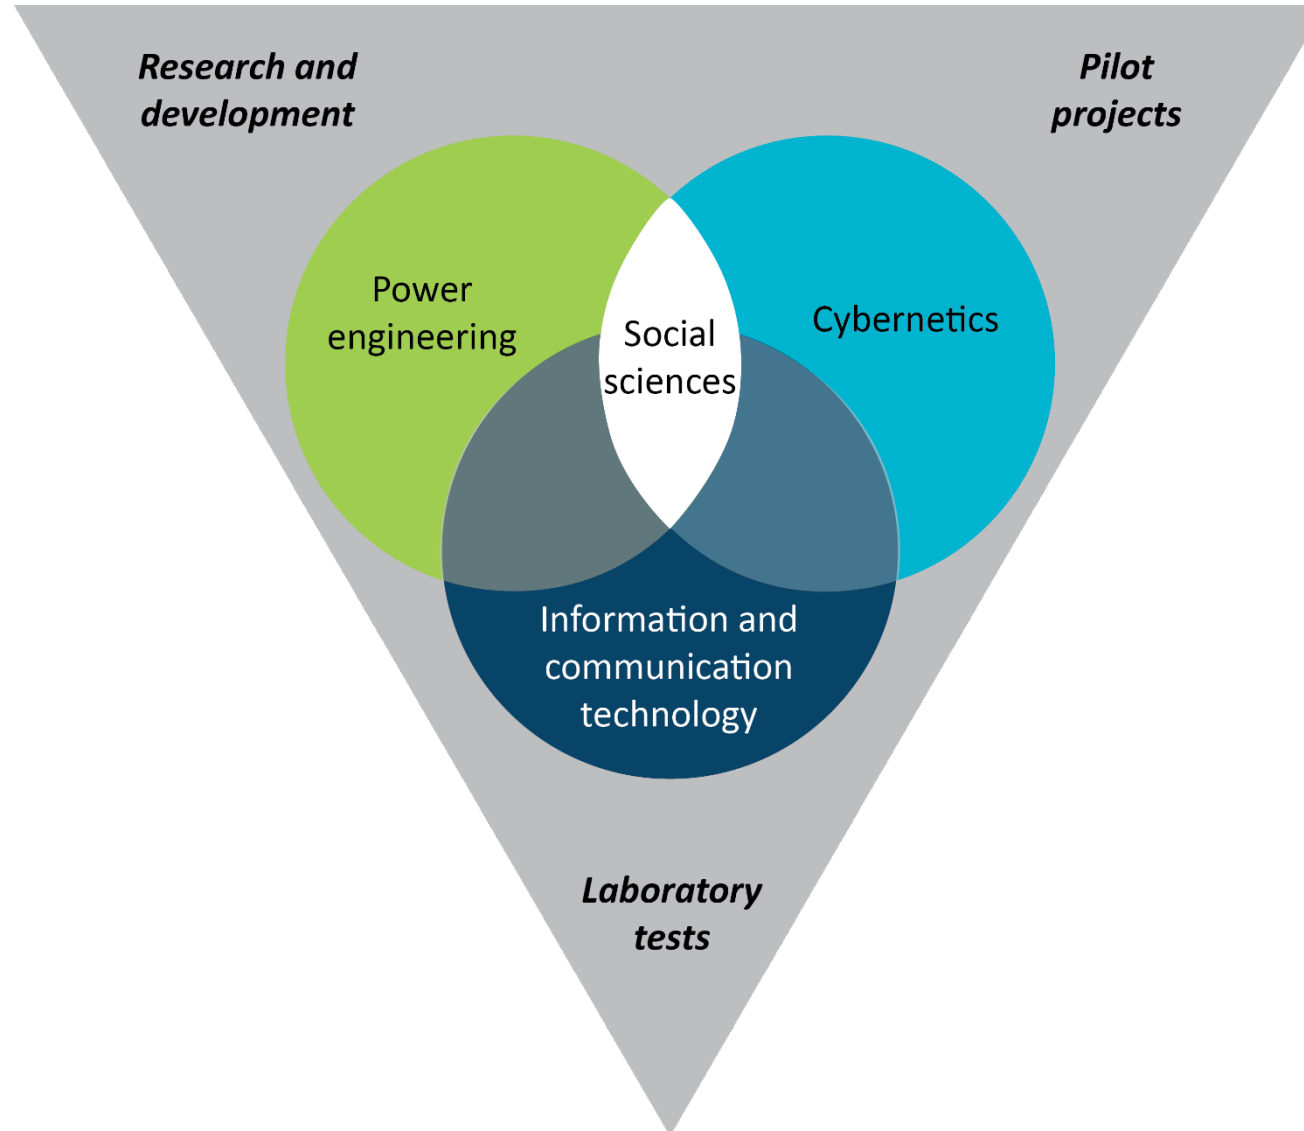 Research and
development
Pilot
projects
Power
engineering
Social
sciences
Cybernetics
Information and
communication
technology
Laboratory
tests